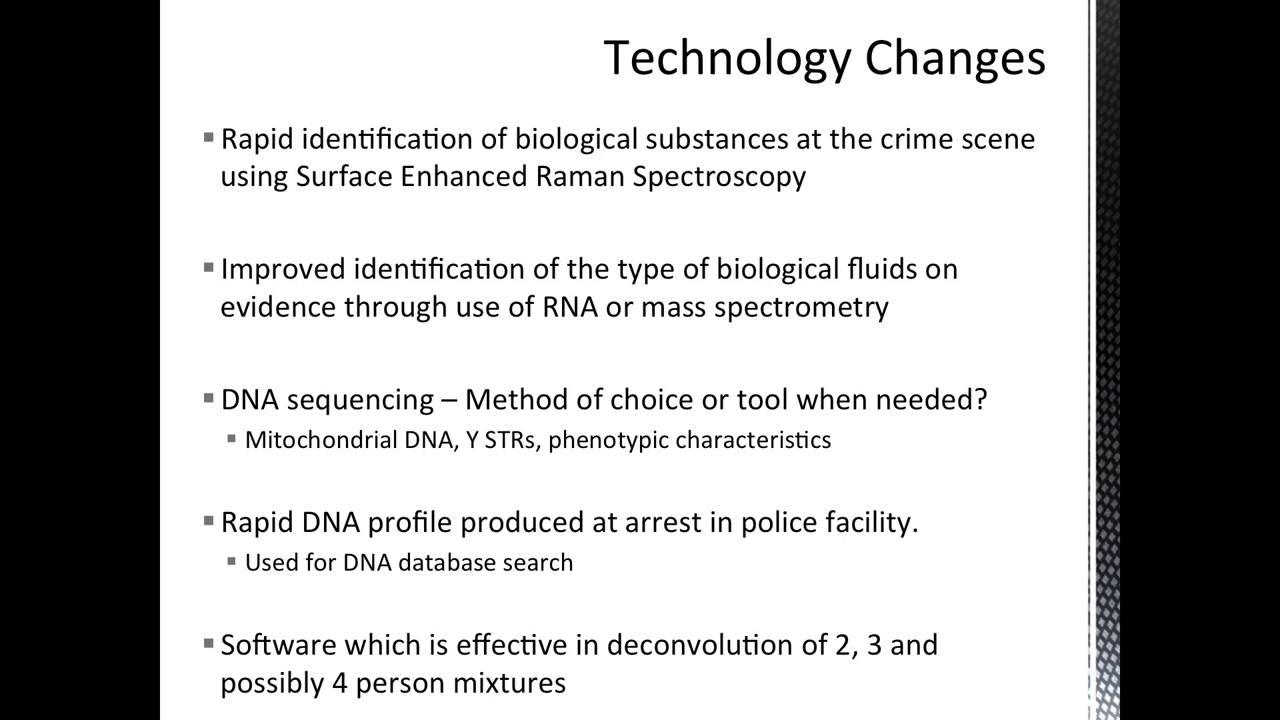 Technology Changes
▪ Rapid identification of biological substances at the crime scene
using Surface Enhanced Raman Spectroscopy
▪ Improved identification of the type of biological fluids on
evidence through use of RNA or mass spectrometry
▪ DNA sequencing – Method of choice or tool when needed?
▪ Mitochondrial DNA, Y STRs, phenotypic characteristics
▪ Rapid DNA profile produced at arrest in police facility.
▪ Used for DNA database search
▪ Software which is effective in deconvolution of 2, 3 and
possibly 4 person mixtures